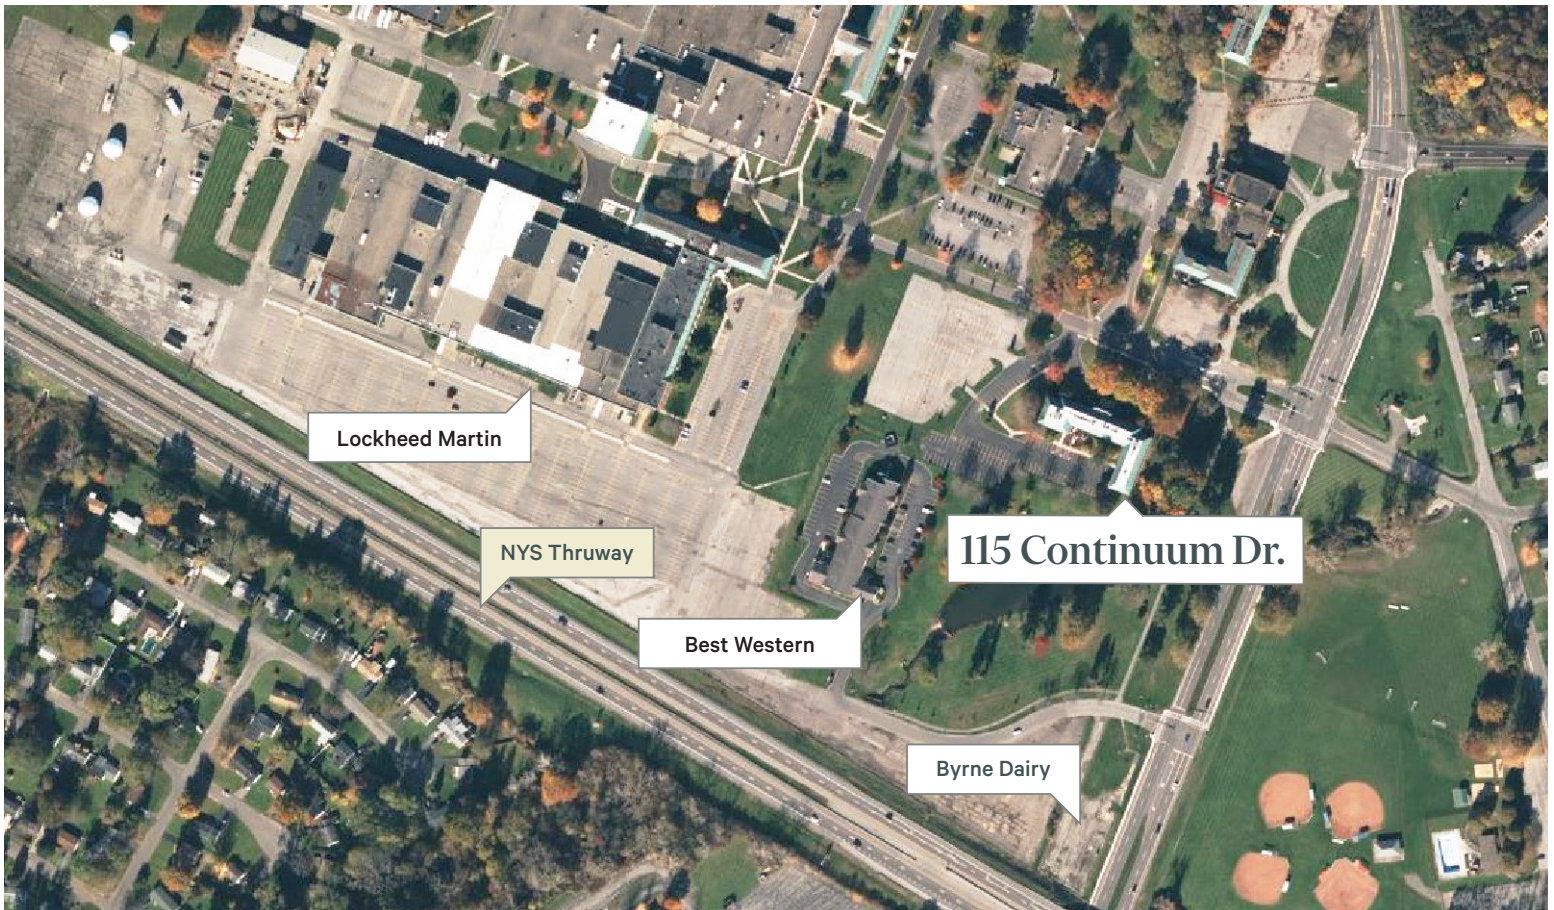 Lockheed Martin
NYS Thruway
115 Continuum Dr.
Best Western
Byrne Dairy